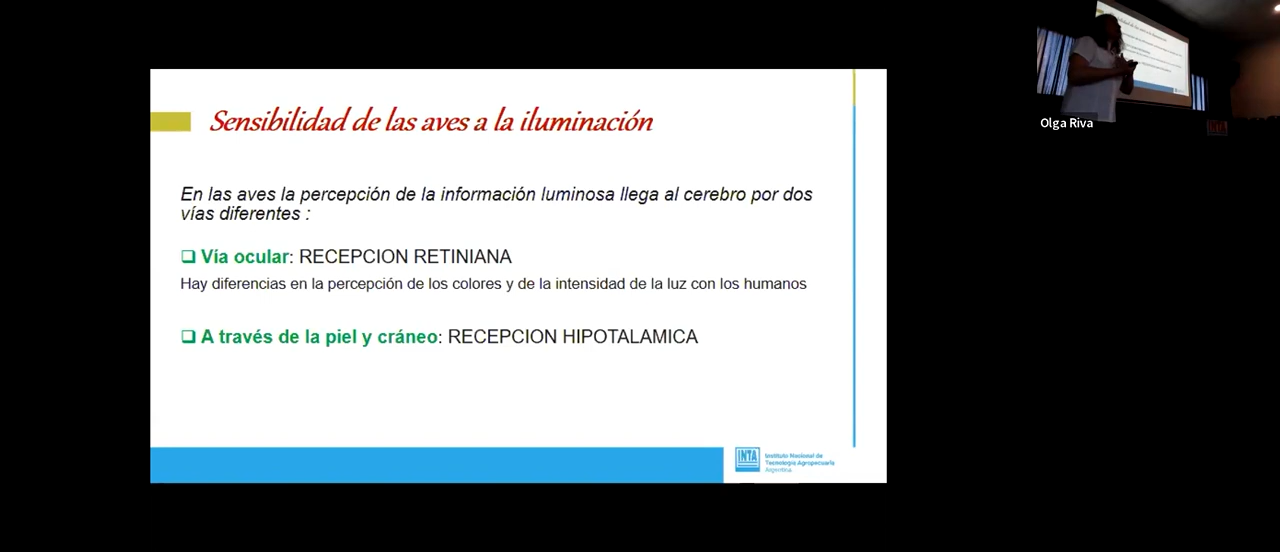 Sensibilidad de las aves a la iluminación
En las aves la percepción de la información luminosa llega al cerebro por dos
vías diferentes :
❑ Vía ocular: RECEPCION RETINIANA
Hay diferencias en la percepción de los colores y de la intensidad de la luz con los humanos
❑ A través de la piel y cráneo: RECEPCION HIPOTALAMICA
INTA
Instituto Nacional de
Tecnología Agropecuaria
Argentina
Olga Riva